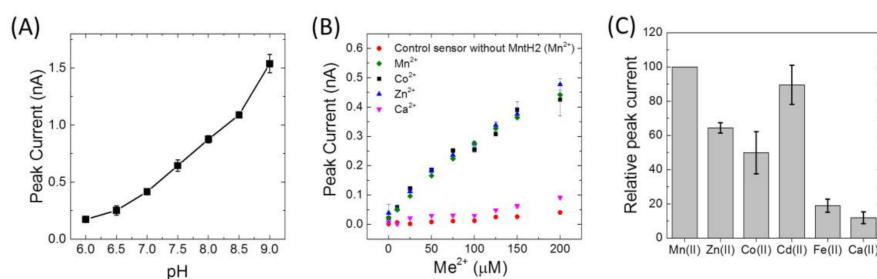 (A)
Peak Current (nA)
1.5
1.0
0.5
0.0
6.0 6.5 7.0 7.5 8.0 8.5 9.0
pH
(B)
Peak Current (nA)
0.6
0.5
0.4
0.3
0.2
0.1
0.0
Control sensor without MntH2 (Mn²⁺)
Mn²⁺
Co²⁺
Zn²⁺
Ca²⁺
0 50 100 150 200
Me²⁺ (μM)
(C)
Relative peak current
120
100
80
60
40
20
0
Mn(II) Zn(II) Co(II) Cd(II) Fe(II) Ca(II)